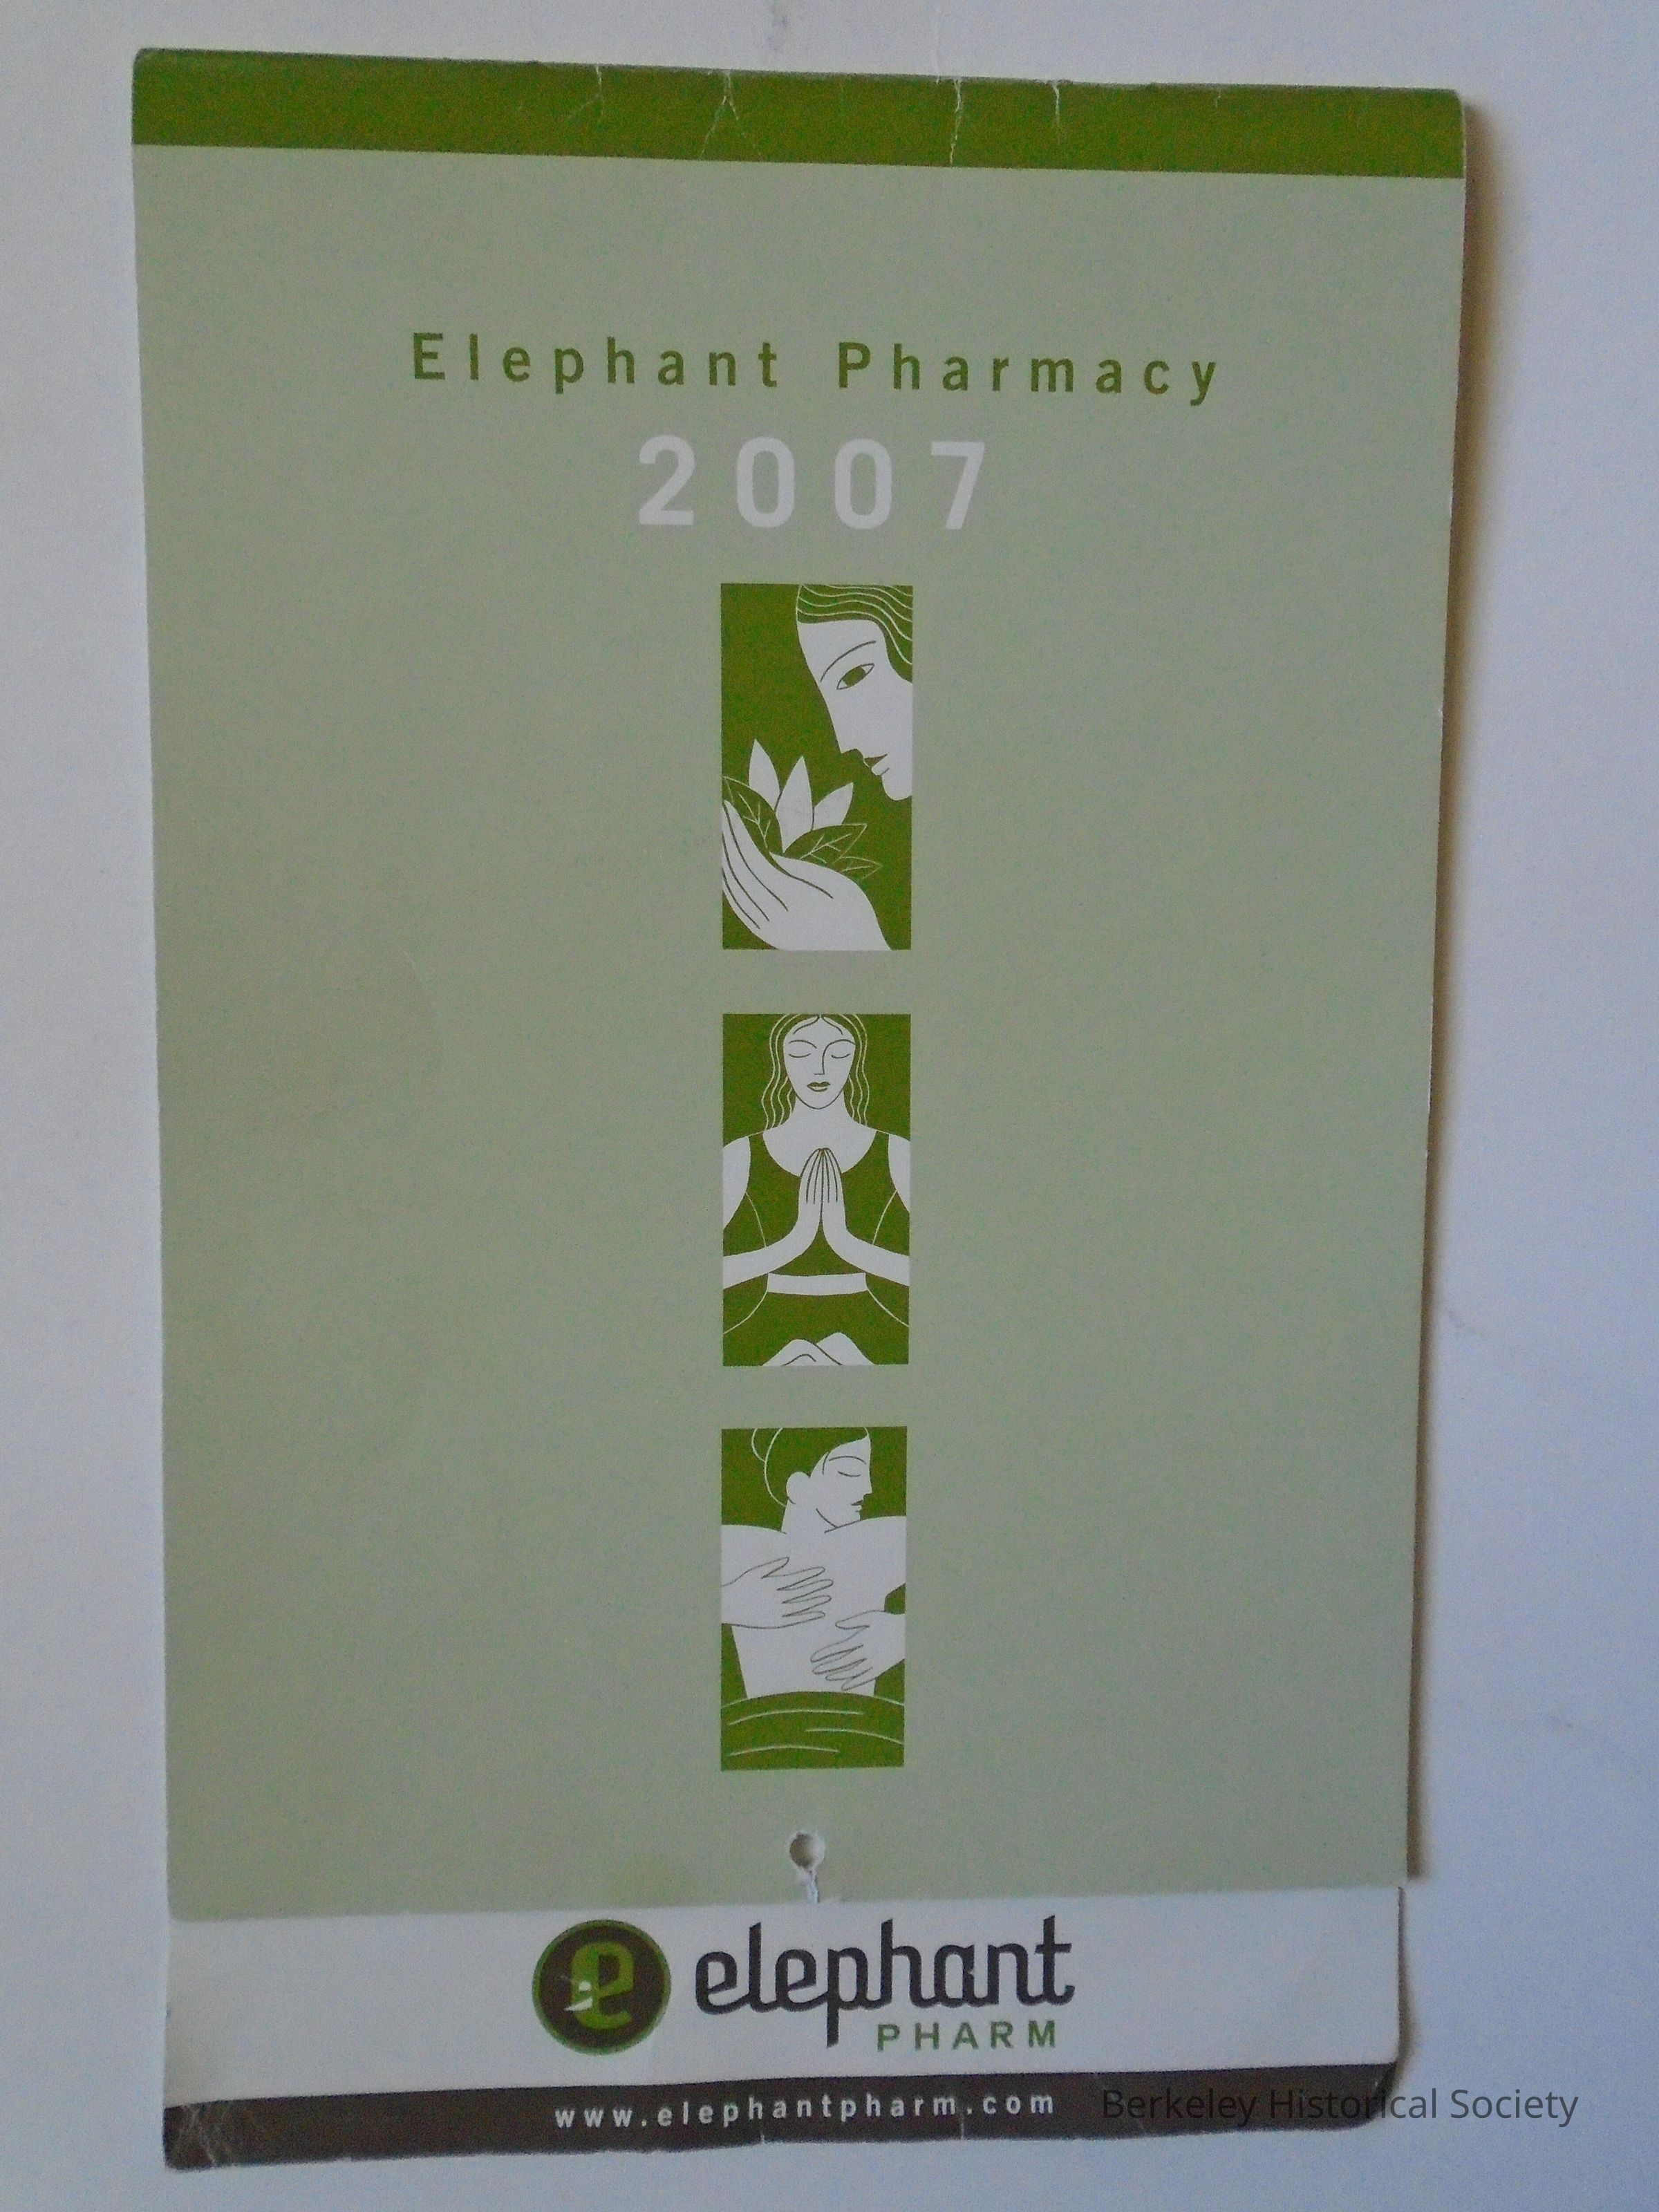 Elephant Pharmacy
2007
e elephant
PHARM
www.elephantpharm.com
Berkeley Historical Society